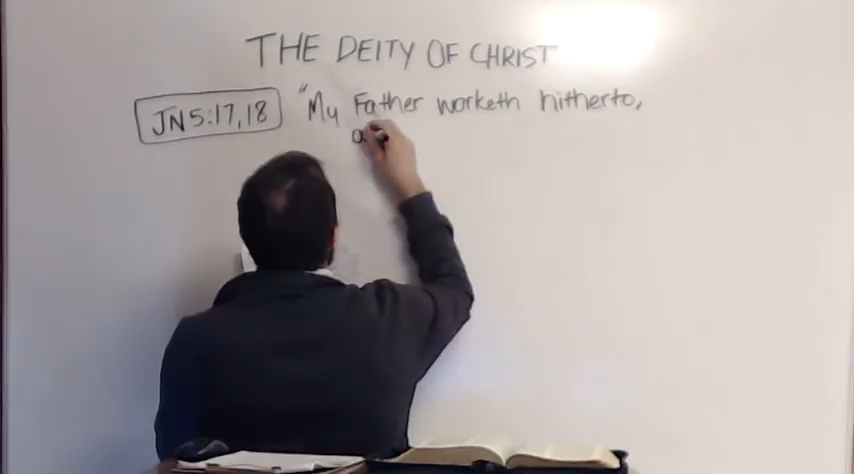 THE DEITY OF CHRIST
JN 5:17,18 "My Father worketh hitherto,